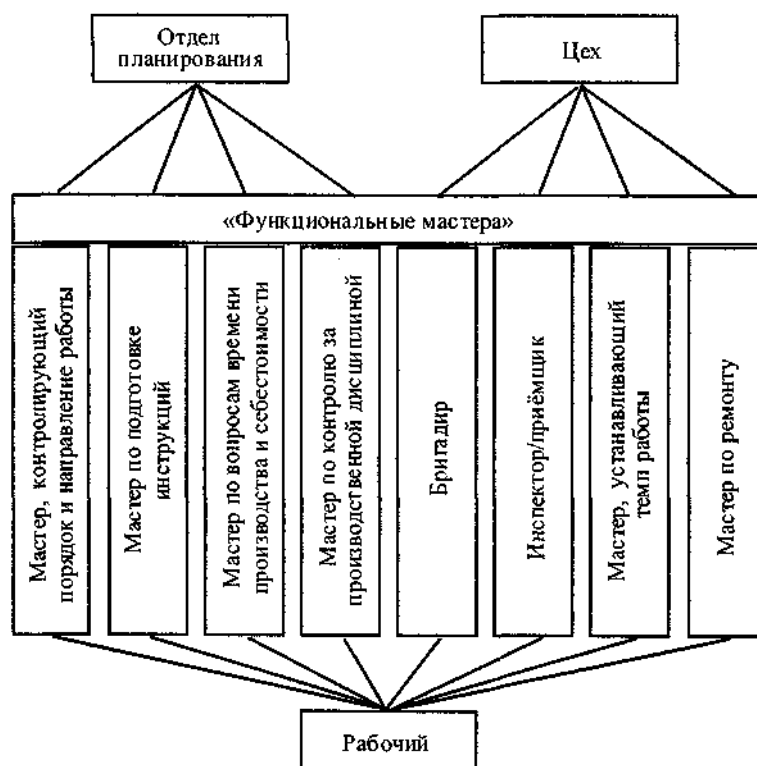 Отдел
планирования
Цех
«Функциональные мастера»
Мастер, контролирующий
порядок и направление работы
Мастер по подготовке
инструкций
Мастер по вопросам времени
производства и себестоимости
Мастер по контролю за
производственной дисциплиной
Бригадир
Инспектор/приёмщик
Мастер, устанавливающий
темп работы
Мастер по ремонту
Рабочий